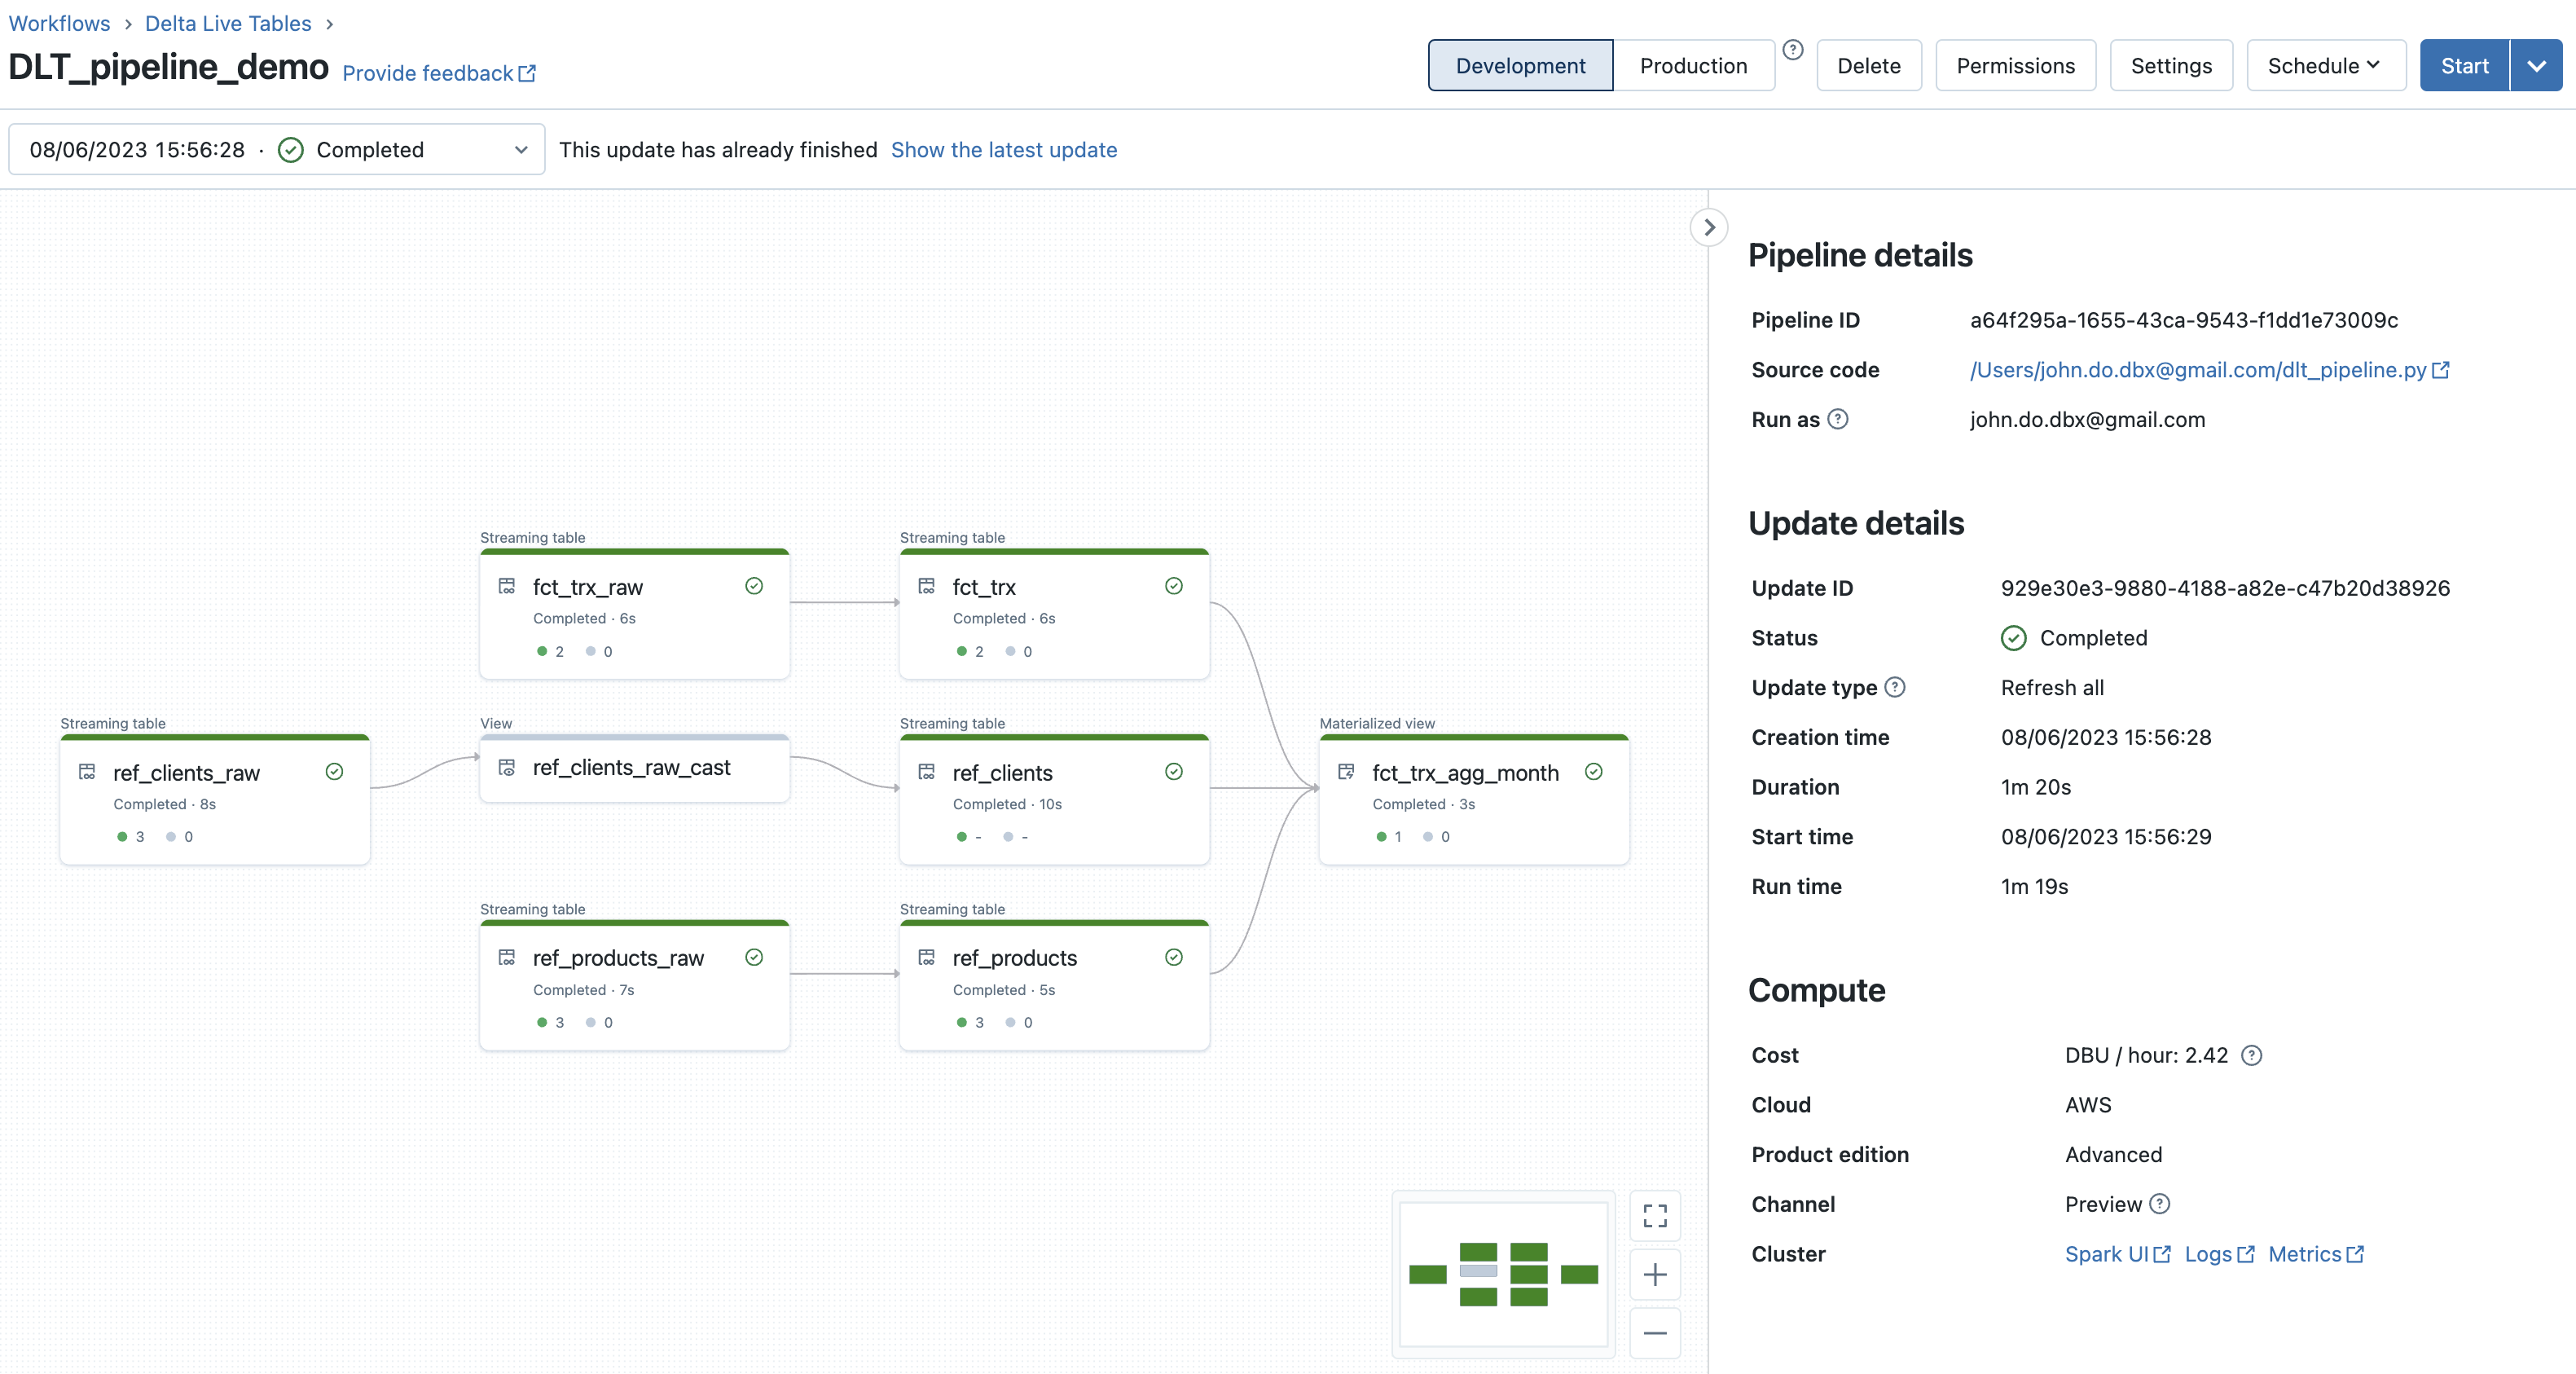 Workflows > Delta Live Tables >
DLT_pipeline_demo Provide feedback
Development Production ? Delete Permissions Settings Schedule Start
08/06/2023 15:56:28 · Completed This update has already finished Show the latest update
Streaming table
fct_trx_raw
Completed · 6s
2 0
Streaming table
fct_trx
Completed · 6s
2 0
Streaming table
ref_clients_raw
Completed · 8s
3 0
View
ref_clients_raw_cast
Streaming table
ref_clients
Completed · 10s
- -
Materialized view
fct_trx_agg_month
Completed · 3s
1 0
Streaming table
ref_products_raw
Completed · 7s
3 0
Streaming table
ref_products
Completed · 5s
3 0
Pipeline details
Pipeline ID a64f295a-1655-43ca-9543-f1dd1e73009c
Source code /Users/john.do.dbx@gmail.com/dlt_pipeline.py
Run as ? john.do.dbx@gmail.com
Update details
Update ID 929e30e3-9880-4188-a82e-c47b20d38926
Status Completed
Update type ? Refresh all
Creation time 08/06/2023 15:56:28
Duration 1m 20s
Start time 08/06/2023 15:56:29
Run time 1m 19s
Compute
Cost DBU / hour: 2.42 ?
Cloud AWS
Product edition Advanced
Channel Preview ?
Cluster Spark UI Logs Metrics